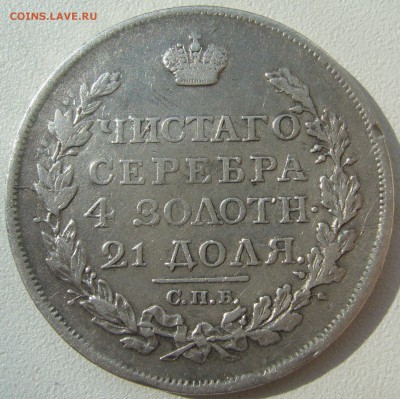 COINS.LAVE.RU
ЧИСТАГО
СЕРЕБРА
4 ЗОЛОТН·
21 ДОЛЯ.
С.П.Б.